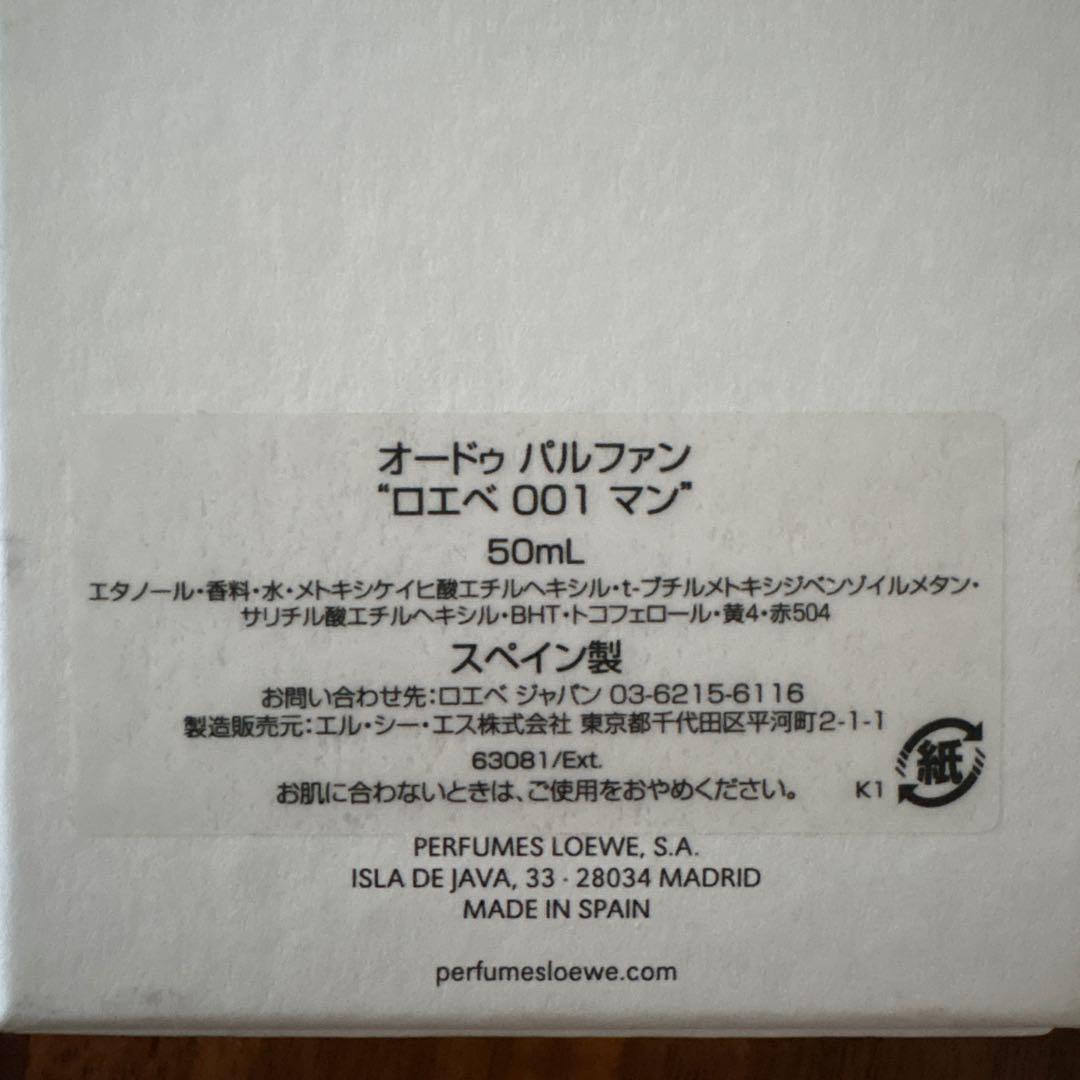 オードゥ パルファン
“ロエベ 001 マン”
50mL
エタノール・香料・水・メトキシケイヒ酸エチルヘキシル・t-ブチルメトキシジベンゾイルメタン・
サリチル酸エチルヘキシル・BHT・トコフェロール・黄4・赤504
スペイン製
お問い合わせ先：ロエベ ジャパン 03-6215-6116
製造販売元：エル・シー・エス株式会社 東京都千代田区平河町2-1-1
63081/Ext.
お肌に合わないときは、ご使用をおやめください。
K1 紙
PERFUMES LOEWE, S.A.
ISLA DE JAVA, 33 · 28034 MADRID
MADE IN SPAIN
perfumesloewe.com